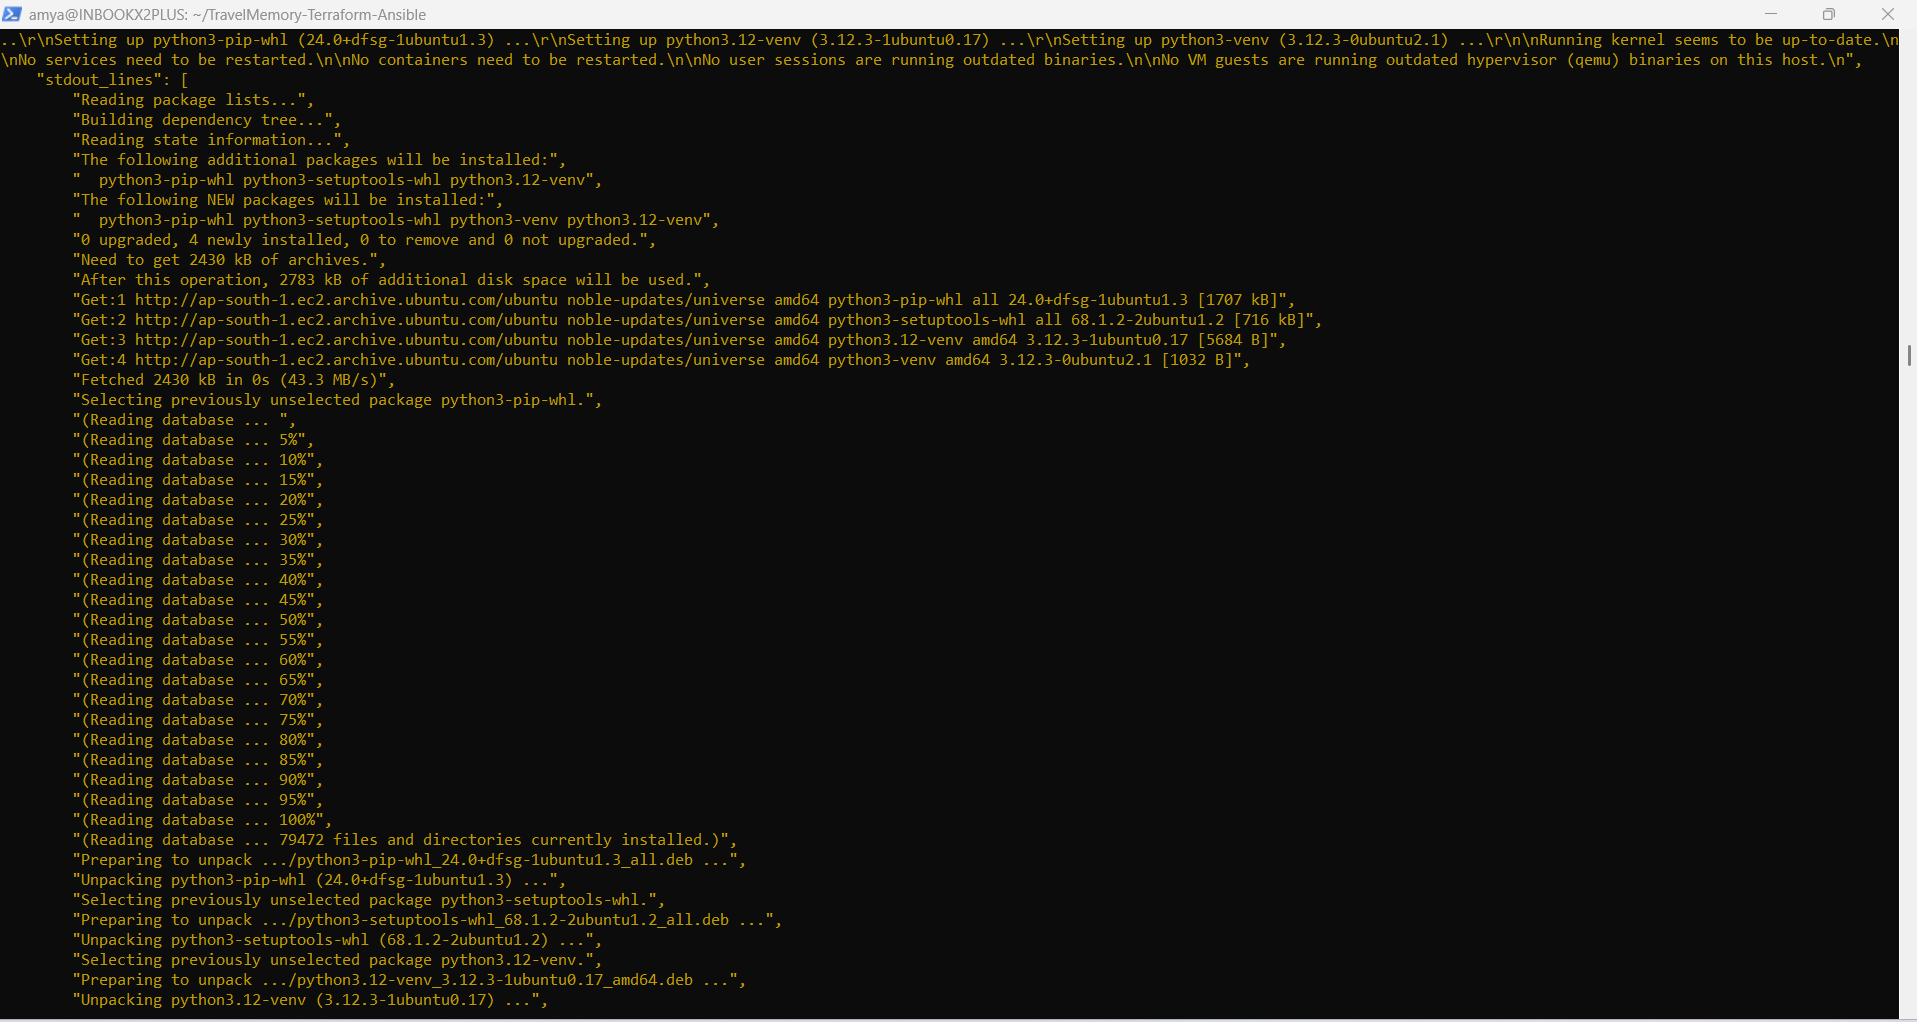 amya@INBOOKX2PLUS: ~/TravelMemory-Terraform-Ansible
..\r\nSetting up python3-pip-whl (24.0+dfsg-1ubuntu1.3) ...\r\nSetting up python3.12-venv (3.12.3-1ubuntu0.17) ...\r\nSetting up python3-venv (3.12.3-0ubuntu2.1) ...\r\n\nRunning kernel seems to be up-to-date.\n
\nNo services need to be restarted.\n\nNo containers need to be restarted.\n\nNo user sessions are running outdated binaries.\n\nNo VM guests are running outdated hypervisor (qemu) binaries on this host.\n",
    "stdout_lines": [
        "Reading package lists...",
        "Building dependency tree...",
        "Reading state information...",
        "The following additional packages will be installed:",
        "  python3-pip-whl python3-setuptools-whl python3.12-venv",
        "The following NEW packages will be installed:",
        "  python3-pip-whl python3-setuptools-whl python3-venv python3.12-venv",
        "0 upgraded, 4 newly installed, 0 to remove and 0 not upgraded.",
        "Need to get 2430 kB of archives.",
        "After this operation, 2783 kB of additional disk space will be used.",
        "Get:1 http://ap-south-1.ec2.archive.ubuntu.com/ubuntu noble-updates/universe amd64 python3-pip-whl all 24.0+dfsg-1ubuntu1.3 [1707 kB]",
        "Get:2 http://ap-south-1.ec2.archive.ubuntu.com/ubuntu noble-updates/universe amd64 python3-setuptools-whl all 68.1.2-2ubuntu1.2 [716 kB]",
        "Get:3 http://ap-south-1.ec2.archive.ubuntu.com/ubuntu noble-updates/universe amd64 python3.12-venv amd64 3.12.3-1ubuntu0.17 [5684 B]",
        "Get:4 http://ap-south-1.ec2.archive.ubuntu.com/ubuntu noble-updates/universe amd64 python3-venv amd64 3.12.3-0ubuntu2.1 [1032 B]",
        "Fetched 2430 kB in 0s (43.3 MB/s)",
        "Selecting previously unselected package python3-pip-whl.",
        "(Reading database ... ",
        "(Reading database ... 5%",
        "(Reading database ... 10%",
        "(Reading database ... 15%",
        "(Reading database ... 20%",
        "(Reading database ... 25%",
        "(Reading database ... 30%",
        "(Reading database ... 35%",
        "(Reading database ... 40%",
        "(Reading database ... 45%",
        "(Reading database ... 50%",
        "(Reading database ... 55%",
        "(Reading database ... 60%",
        "(Reading database ... 65%",
        "(Reading database ... 70%",
        "(Reading database ... 75%",
        "(Reading database ... 80%",
        "(Reading database ... 85%",
        "(Reading database ... 90%",
        "(Reading database ... 95%",
        "(Reading database ... 100%",
        "(Reading database ... 79472 files and directories currently installed.)",
        "Preparing to unpack .../python3-pip-whl_24.0+dfsg-1ubuntu1.3_all.deb ...",
        "Unpacking python3-pip-whl (24.0+dfsg-1ubuntu1.3) ...",
        "Selecting previously unselected package python3-setuptools-whl.",
        "Preparing to unpack .../python3-setuptools-whl_68.1.2-2ubuntu1.2_all.deb ...",
        "Unpacking python3-setuptools-whl (68.1.2-2ubuntu1.2) ...",
        "Selecting previously unselected package python3.12-venv.",
        "Preparing to unpack .../python3.12-venv_3.12.3-1ubuntu0.17_amd64.deb ...",
        "Unpacking python3.12-venv (3.12.3-1ubuntu0.17) ...",